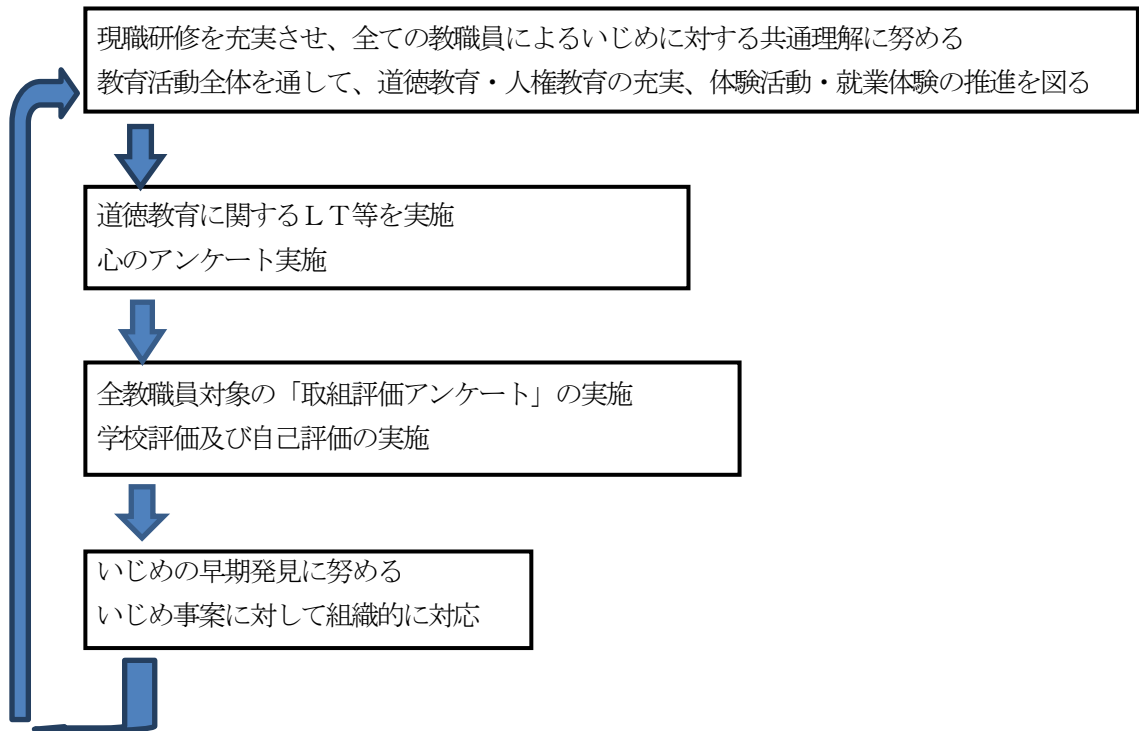 現職研修を充実させ、全ての教職員によるいじめに対する共通理解に努める
教育活動全体を通して、道徳教育・人権教育の充実、体験活動・就業体験の推進を図る
道徳教育に関するＬＴ等を実施
心のアンケート実施
全教職員対象の「取組評価アンケート」の実施
学校評価及び自己評価の実施
いじめの早期発見に努める
いじめ事案に対して組織的に対応